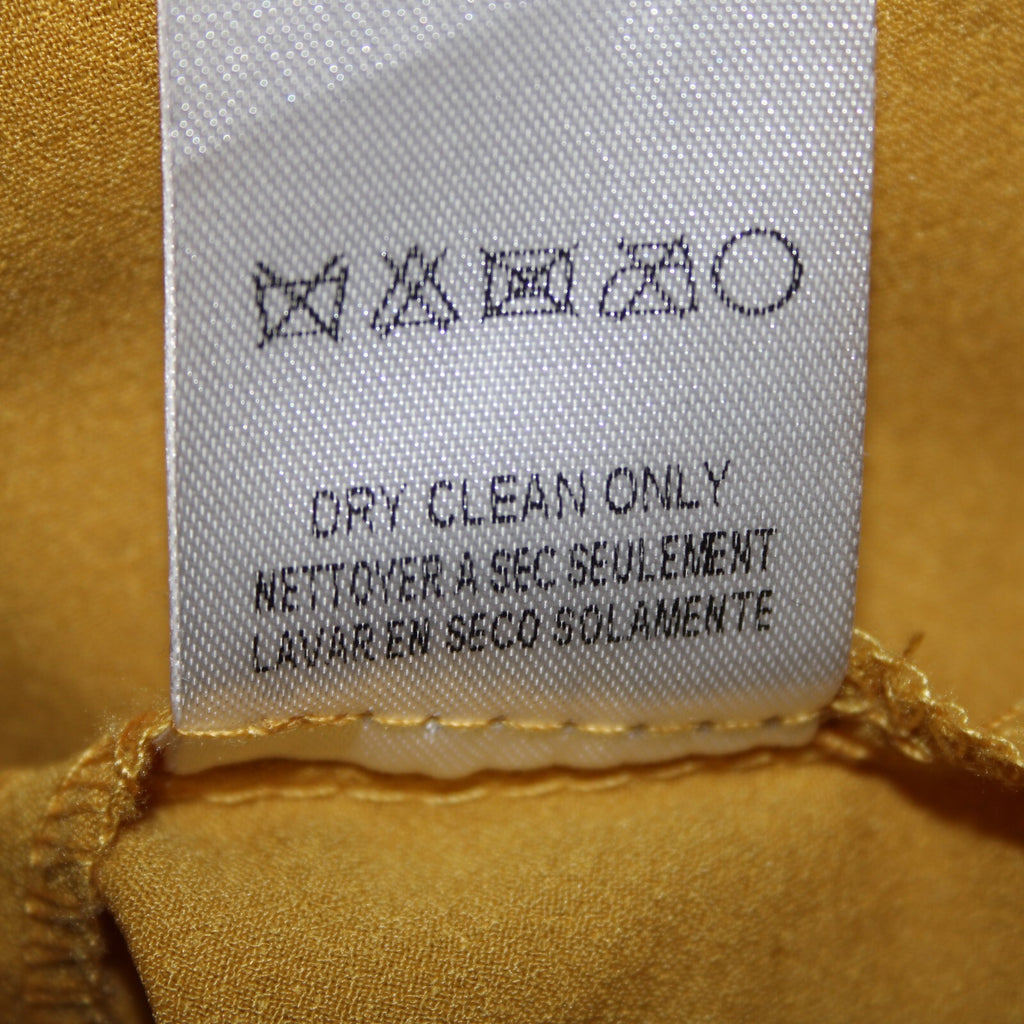 DRY CLEAN ONLY
NETTOYER A SEC SEULEMENT
LAVAR EN SECO SOLAMENTE